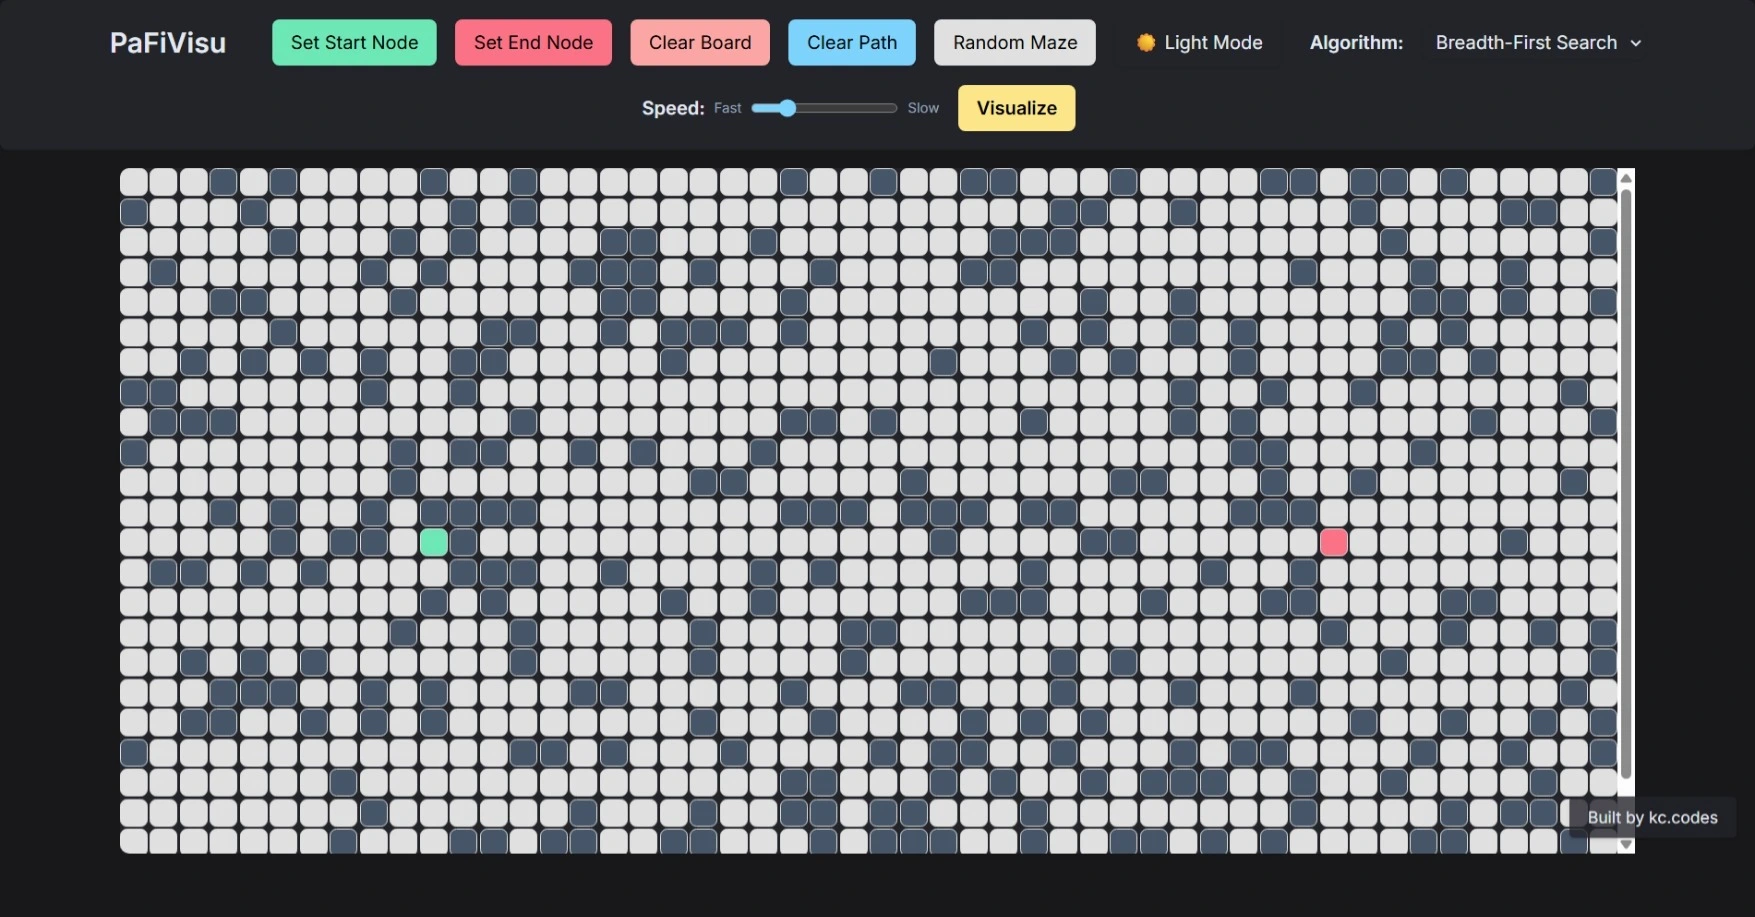 PaFiVisu
Set Start Node
Set End Node
Clear Board
Clear Path
Random Maze
Light Mode
Algorithm:
Breadth-First Search
Speed:
Fast
Slow
Visualize
Built by kc.codes